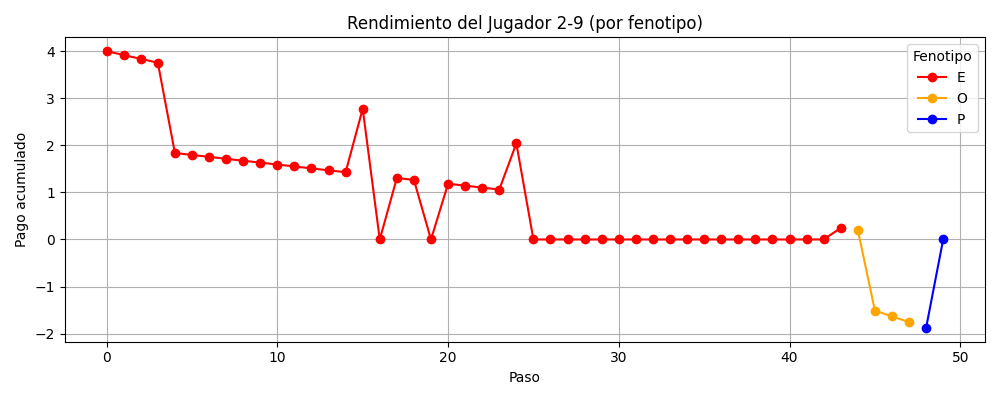 Rendimiento del Jugador 2-9 (por fenotipo)
Pago acumulado
4
3
2
1
0
−1
−2
Fenotipo
E
O
P
0
10
20
30
40
50
Paso